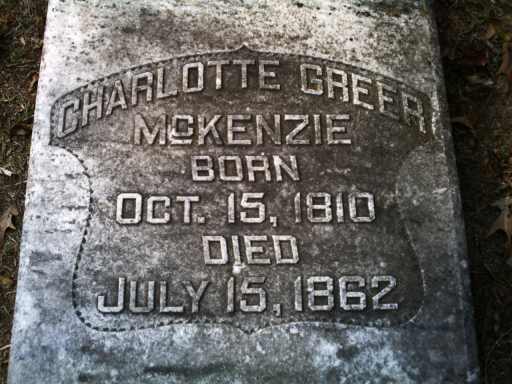 CHARLOTTE GREER
McKENZIE
BORN
OCT. 15, 1810
DIED
JULY 15, 1862